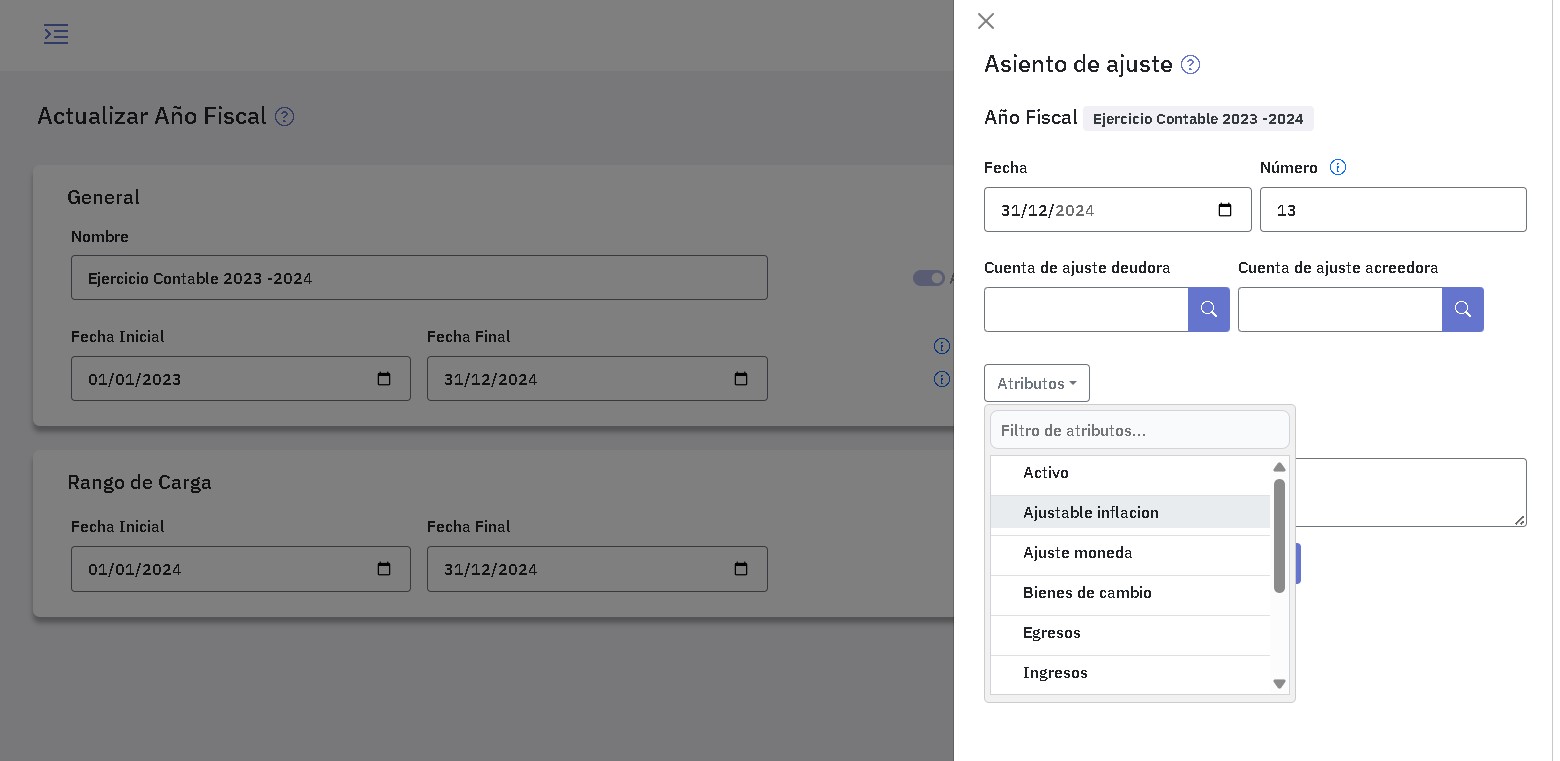 Actualizar Año Fiscal
General
Nombre
Ejercicio Contable 2023 -2024
Fecha Inicial
Fecha Final
01/01/2023
31/12/2024
Rango de Carga
Fecha Inicial
Fecha Final
01/01/2024
31/12/2024
Asiento de ajuste
Año Fiscal Ejercicio Contable 2023 -2024
Fecha
Número
31/12/2024
13
Cuenta de ajuste deudora
Cuenta de ajuste acreedora
Atributos
Filtro de atributos...
Activo
Ajustable inflacion
Ajuste moneda
Bienes de cambio
Egresos
Ingresos